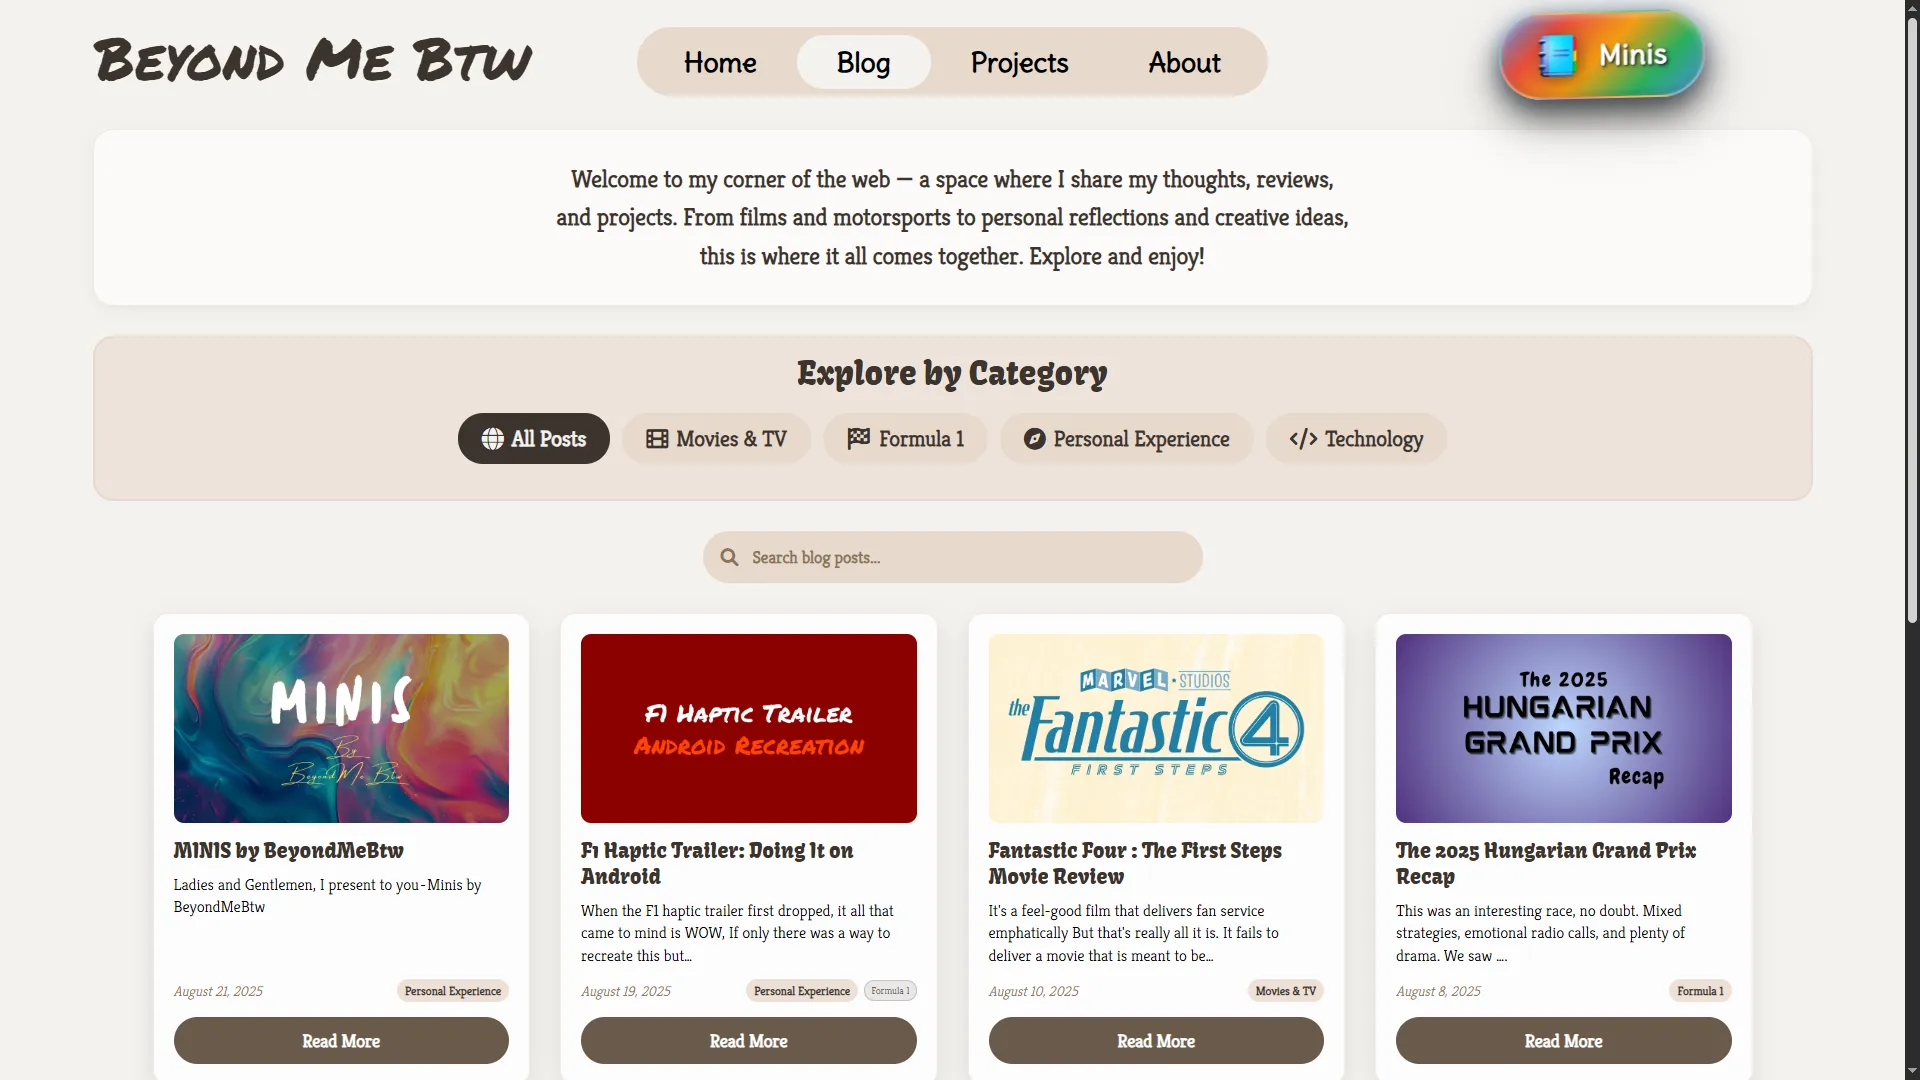 Beyond Me Btw
Home
Blog
Projects
About
Minis
Welcome to my corner of the web — a space where I share my thoughts, reviews,
and projects. From films and motorsports to personal reflections and creative ideas,
this is where it all comes together. Explore and enjoy!
Explore by Category
All Posts
Movies & TV
Formula 1
Personal Experience
Technology
Search blog posts...
MINIS
By
BeyondMeBtw
MINIS by BeyondMeBtw
Ladies and Gentlemen, I present to you - Minis by
BeyondMeBtw
August 21, 2025
Personal Experience
Read More
F1 Haptic Trailer
Android Recreation
F1 Haptic Trailer: Doing It on
Android
When the F1 haptic trailer first dropped, it all that
came to mind is WOW, If only there was a way to
recreate this but...
August 19, 2025
Personal Experience
Formula 1
Read More
MARVEL STUDIOS
the Fantastic 4
FIRST STEPS
Fantastic Four : The First Steps
Movie Review
It's a feel-good film that delivers fan service
emphatically But that's really all it is. It fails to
deliver a movie that is meant to be...
August 10, 2025
Movies & TV
Read More
The 2025
HUNGARIAN
GRAND PRIX
Recap
The 2025 Hungarian Grand Prix
Recap
This was an interesting race, no doubt. Mixed
strategies, emotional radio calls, and plenty of
drama. We saw ....
August 8, 2025
Formula 1
Read More